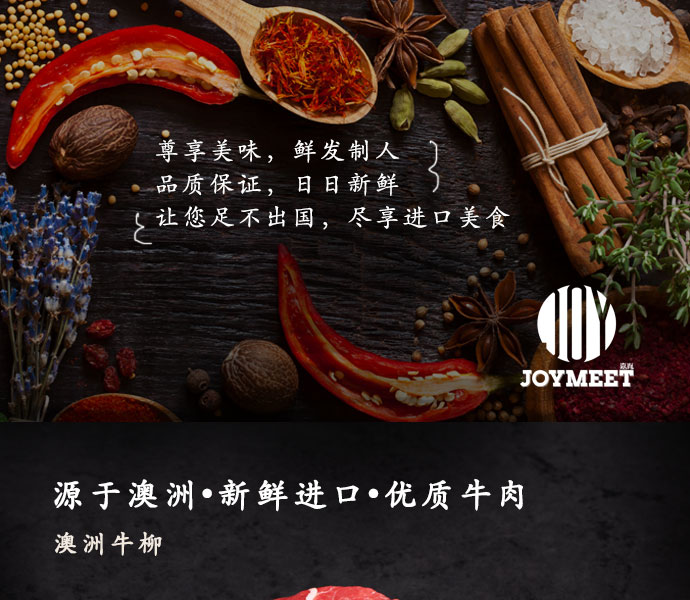 尊享美味，鲜发制人
品质保证，日日新鲜
让您足不出国，尽享进口美食
JOY
JOYMEET
源于澳洲•新鲜进口•优质牛肉
澳洲牛柳